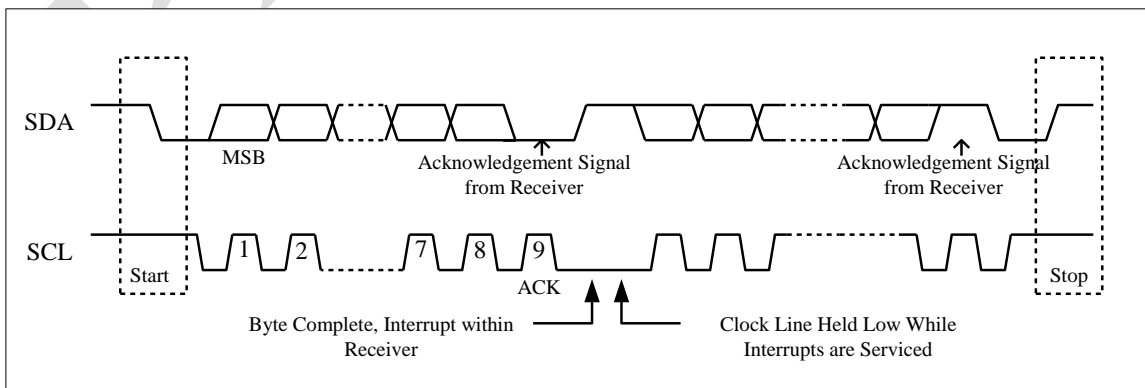 SDA
MSB
Acknowledgement Signal
from Receiver
Acknowledgement Signal
from Receiver
SCL
1
2
7
8
9
Start
ACK
Stop
Byte Complete, Interrupt within
Receiver
Clock Line Held Low While
Interrupts are Serviced